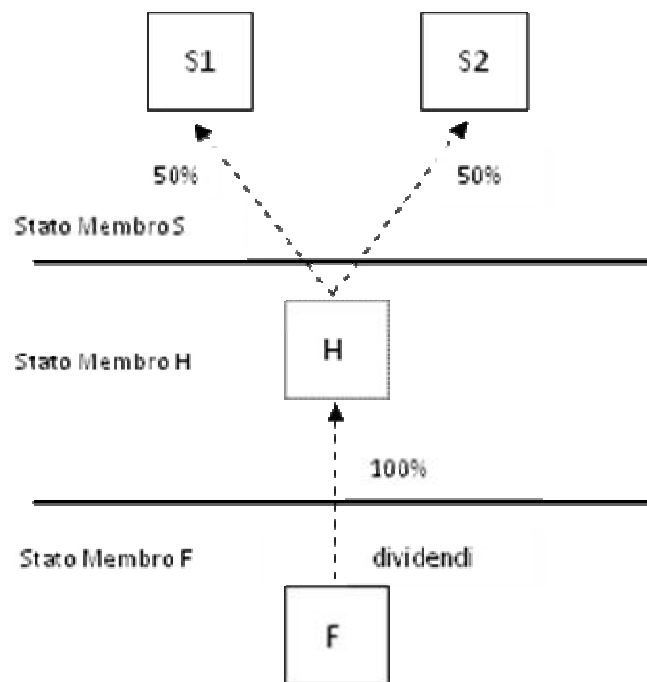 S1 S2
50% 50%
Stato Membro S
H
Stato Membro H
100%
Stato Membro F dividendi
F